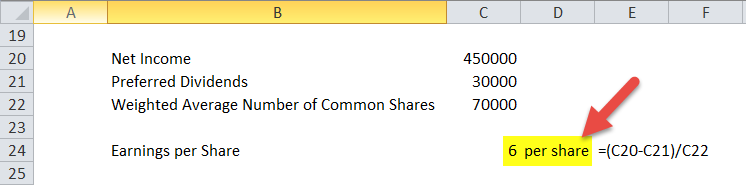 A B C D E F
19
20 Net Income 450000
21 Preferred Dividends 30000
22 Weighted Average Number of Common Shares 70000
23
24 Earnings per Share 6 per share =(C20-C21)/C22
25